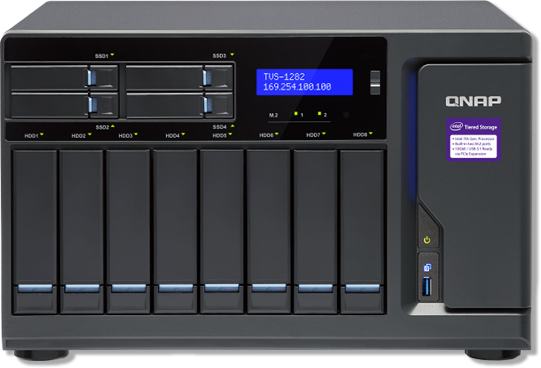 SSD1 SSD3
TVS-1282
169.254.100.100
QNAP
M.2 1 2
intel Tiered Storage
SSD2 SSD4
HDD1 HDD2 HDD3 HDD4 HDD5 HDD6 HDD7 HDD8